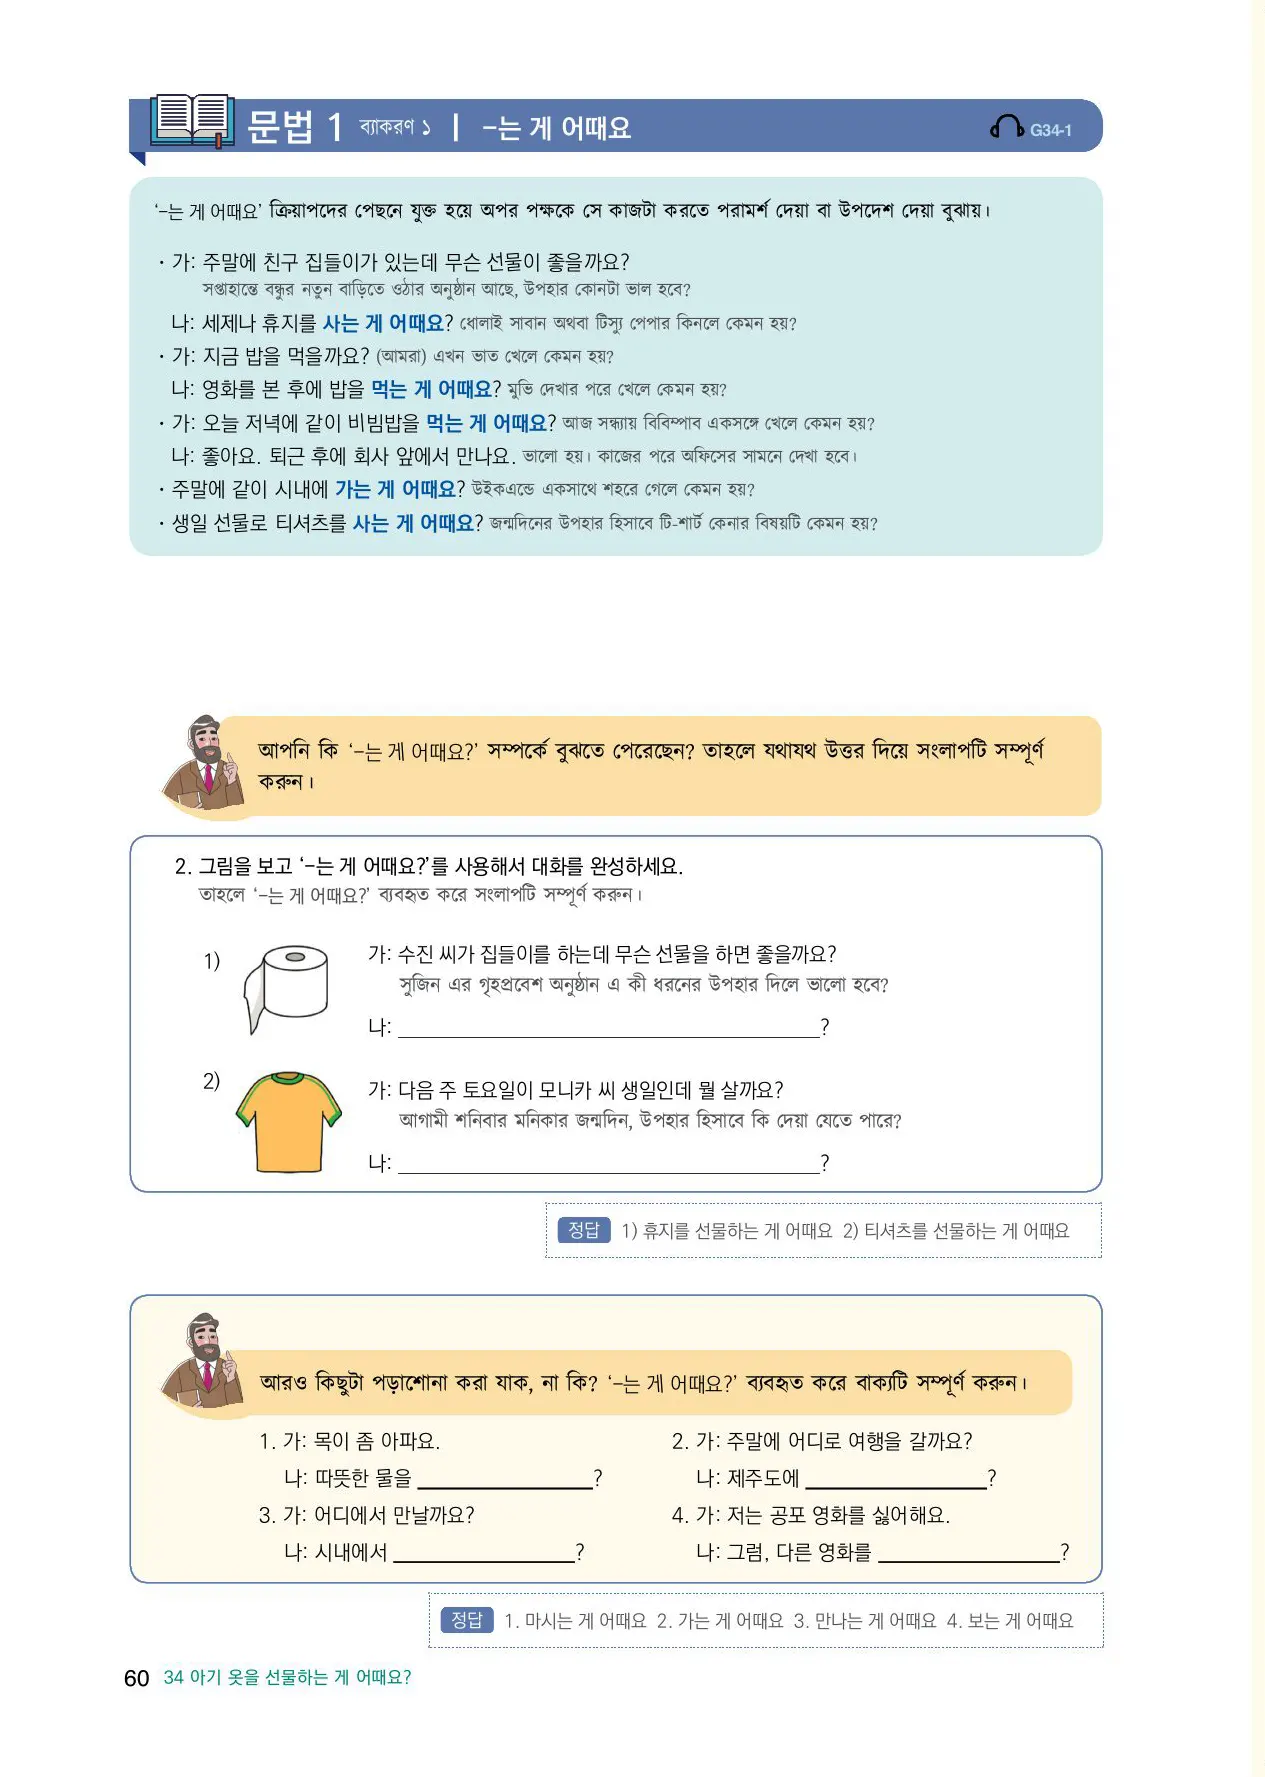 문법 1 ব্যাকরণ ১ | -는 게 어때요
G34-1
‘-는 게 어때요’ ক্রিয়াপদের পেছনে যুক্ত হয়ে অপর পক্ষকে সে কাজটা করতে পরামর্শ দেয়া বা উপদেশ দেয়া বুঝায়।
· 가: 주말에 친구 집들이가 있는데 무슨 선물이 좋을까요?
সপ্তাহান্তে বন্ধুর নতুন বাড়িতে ওঠার অনুষ্ঠান আছে, উপহার কোনটা ভাল হবে?
나: 세제나 휴지를 사는 게 어때요? ধোলাই সাবান অথবা টিস্যু পেপার কিনলে কেমন হয়?
· 가: 지금 밥을 먹을까요? (আমরা) এখন ভাত খেলে কেমন হয়?
나: 영화를 본 후에 밥을 먹는 게 어때요? মুভি দেখার পরে খেলে কেমন হয়?
· 가: 오늘 저녁에 같이 비빔밥을 먹는 게 어때요? আজ সন্ধ্যায় বিবিম্পাব একসঙ্গে খেলে কেমন হয়?
나: 좋아요. 퇴근 후에 회사 앞에서 만나요. ভালো হয়। কাজের পরে অফিসের সামনে দেখা হবে।
· 주말에 같이 시내에 가는 게 어때요? উইকএন্ডে একসাথে শহরে গেলে কেমন হয়?
· 생일 선물로 티셔츠를 사는 게 어때요? জন্মদিনের উপহার হিসাবে টি-শার্ট কেনার বিষয়টি কেমন হয়?
আপনি কি ‘-는 게 어때요?’ সম্পর্কে বুঝতে পেরেছেন? তাহলে যথাযথ উত্তর দিয়ে সংলাপটি সম্পূর্ণ
করুন।
2. 그림을 보고 ‘-는 게 어때요?’를 사용해서 대화를 완성하세요.
তাহলে ‘-는 게 어때요?’ ব্যবহৃত করে সংলাপটি সম্পূর্ণ করুন।
1) 가: 수진 씨가 집들이를 하는데 무슨 선물을 하면 좋을까요?
সুজিন এর গৃহপ্রবেশ অনুষ্ঠান এ কী ধরনের উপহার দিলে ভালো হবে?
나: ______________________________?
2) 가: 다음 주 토요일이 모니카 씨 생일인데 뭘 살까요?
আগামী শনিবার মনিকার জন্মদিন, উপহার হিসাবে কি দেয়া যেতে পারে?
나: ______________________________?
정답 1) 휴지를 선물하는 게 어때요 2) 티셔츠를 선물하는 게 어때요
আরও কিছুটা পড়াশোনা করা যাক, না কি? ‘-는 게 어때요?’ ব্যবহৃত করে বাক্যটি সম্পূর্ণ করুন।
1. 가: 목이 좀 아파요.
나: 따뜻한 물을 _______________?
2. 가: 주말에 어디로 여행을 갈까요?
나: 제주도에 _______________?
3. 가: 어디에서 만날까요?
나: 시내에서 _______________?
4. 가: 저는 공포 영화를 싫어해요.
나: 그럼, 다른 영화를 _______________?
정답 1. 마시는 게 어때요 2. 가는 게 어때요 3. 만나는 게 어때요 4. 보는 게 어때요
60 34 아기 옷을 선물하는 게 어때요?